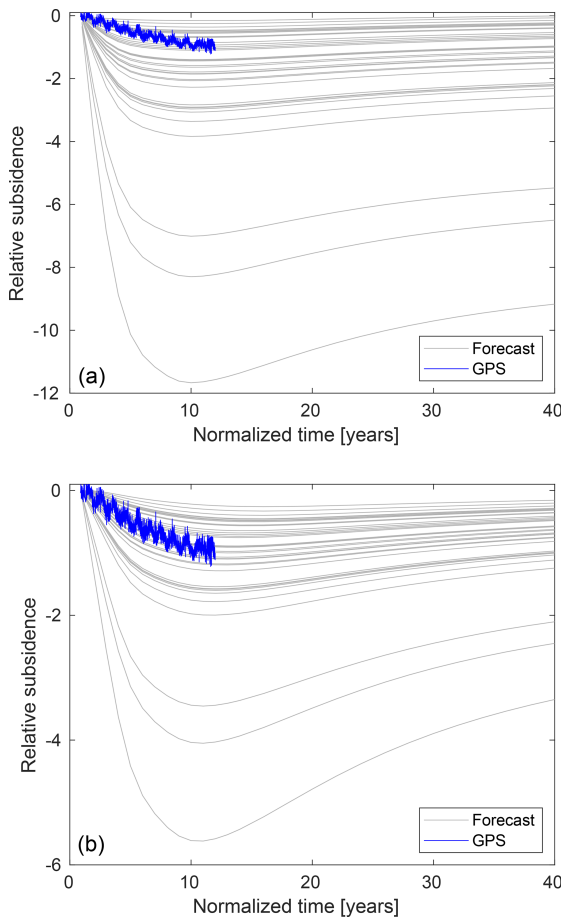 0
-2
-4
-6
-8
-10
-12
Relative subsidence
(a)
Forecast
GPS
0 10 20 30 40
Normalized time [years]
0
-2
-4
-6
Relative subsidence
(b)
Forecast
GPS
0 10 20 30 40
Normalized time [years]